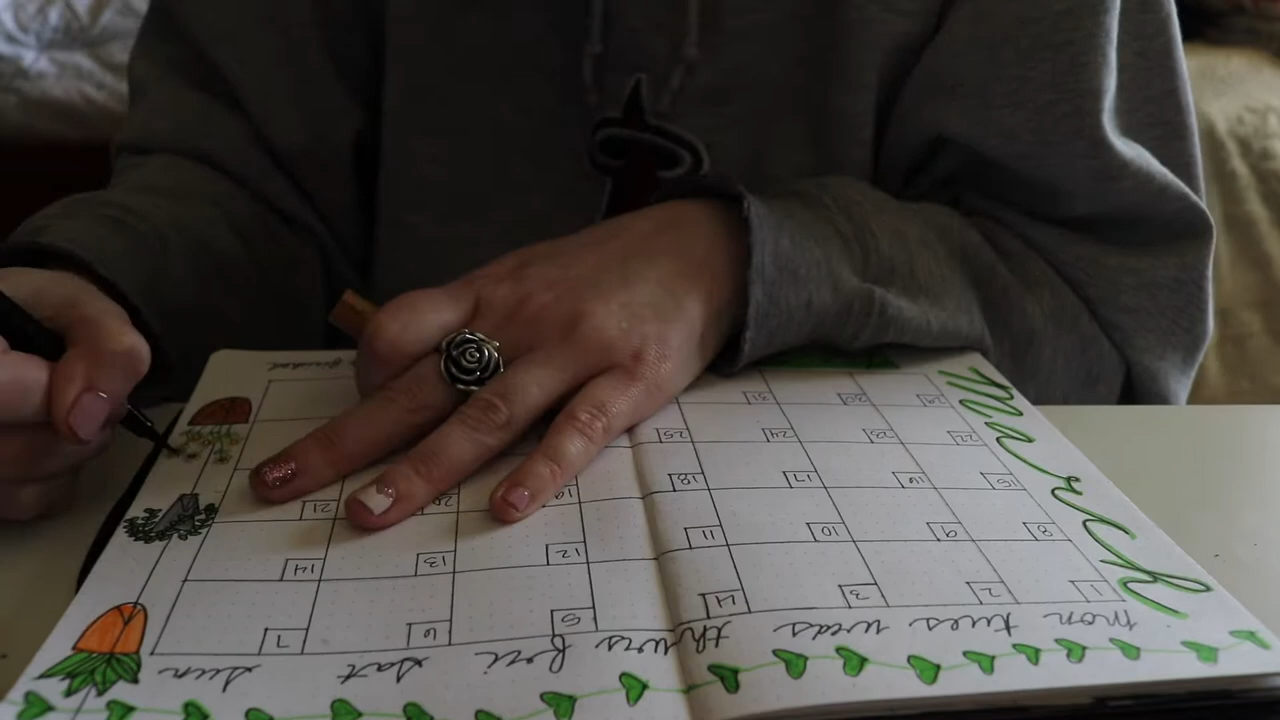 March
mon tues weds thurs fri sat sun
1 2 3 4 5 6 7
8 9 10 11 12 13 14
15 16 17 18 19 20 21
22 23 24 25
29 30 31
finished